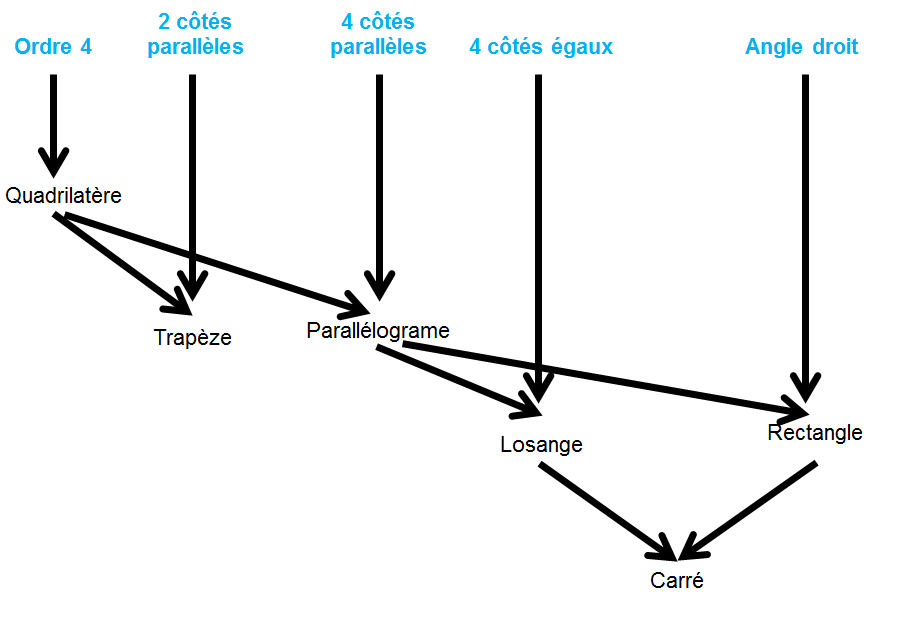 Ordre 4
2 côtés
parallèles
4 côtés
parallèles
4 côtés égaux
Angle droit
Quadrilatère
Trapèze
Parallélograme
Losange
Rectangle
Carré